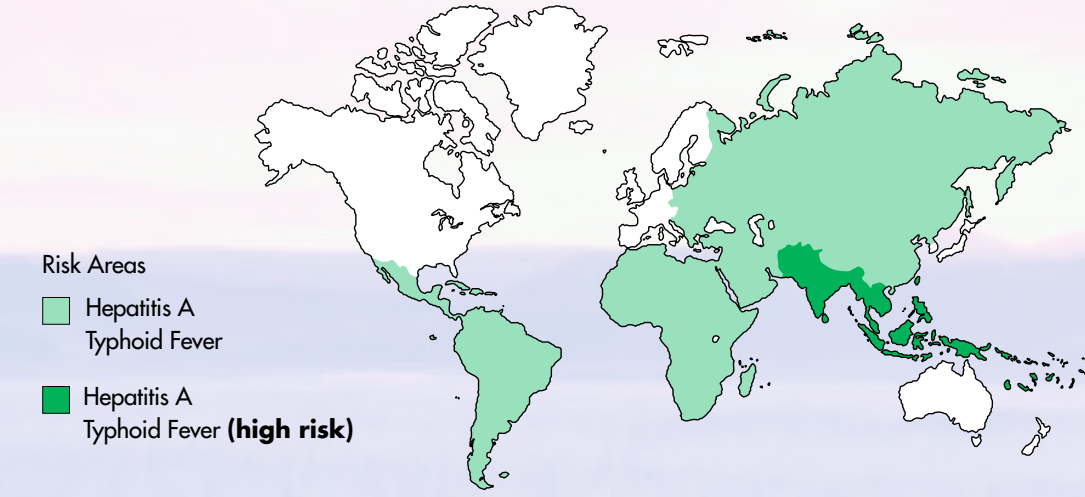 Risk Areas
Hepatitis A
Typhoid Fever
Hepatitis A
Typhoid Fever (high risk)